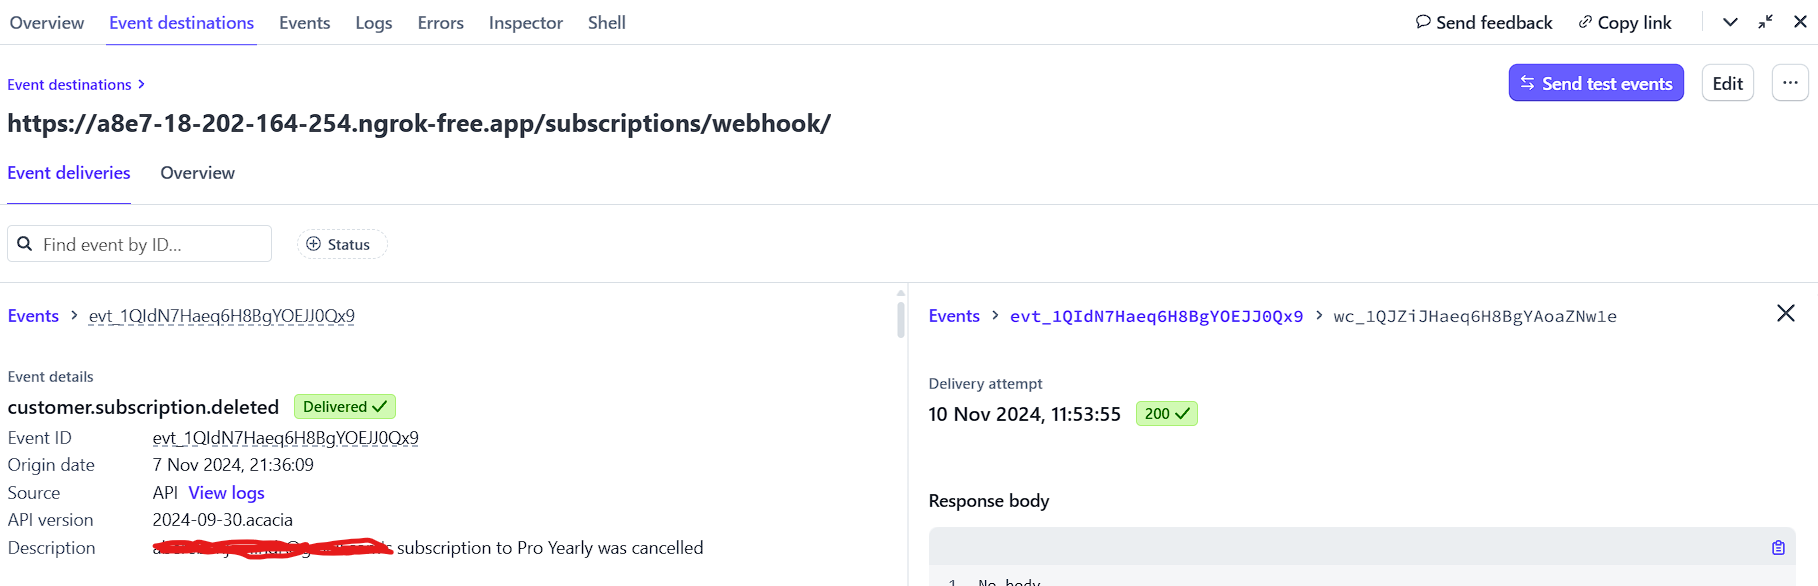 Overview Event destinations Events Logs Errors Inspector Shell Send feedback Copy link
Event destinations
Send test events Edit
https://a8e7-18-202-164-254.ngrok-free.app/subscriptions/webhook/
Event deliveries Overview
Find event by ID...
Status
Events > evt_1QIdN7Haeq6H8BgYOEJJ0Qx9
Event details
customer.subscription.deleted Delivered
Event ID evt_1QIdN7Haeq6H8BgYOEJJ0Qx9
Origin date 7 Nov 2024, 21:36:09
Source API View logs
API version 2024-09-30.acacia
Description subscription to Pro Yearly was cancelled
Events > evt_1QIdN7Haeq6H8BgYOEJJ0Qx9 > wc_1QJZiJHaeq6H8BgYAoaZNw1e
Delivery attempt
10 Nov 2024, 11:53:55 200
Response body
1 No body